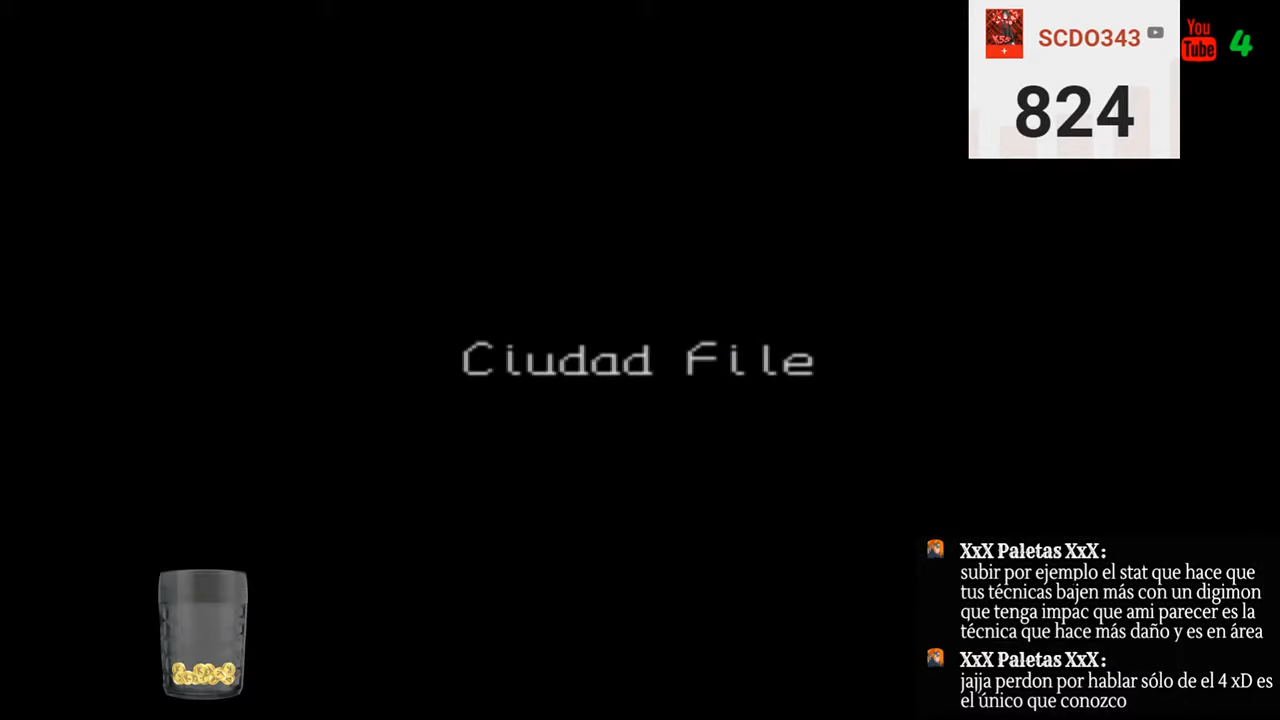 SCDO343
You
Tube
4
824
Ciudad File
XxX Paletas XxX:
subir por ejemplo el stat que hace que
tus técnicas bajen más con un digimon
que tenga impac que ami parecer es la
técnica que hace más daño y es en área
XxX Paletas XxX:
jajja perdon por hablar sólo de el 4 xD es
el único que conozco